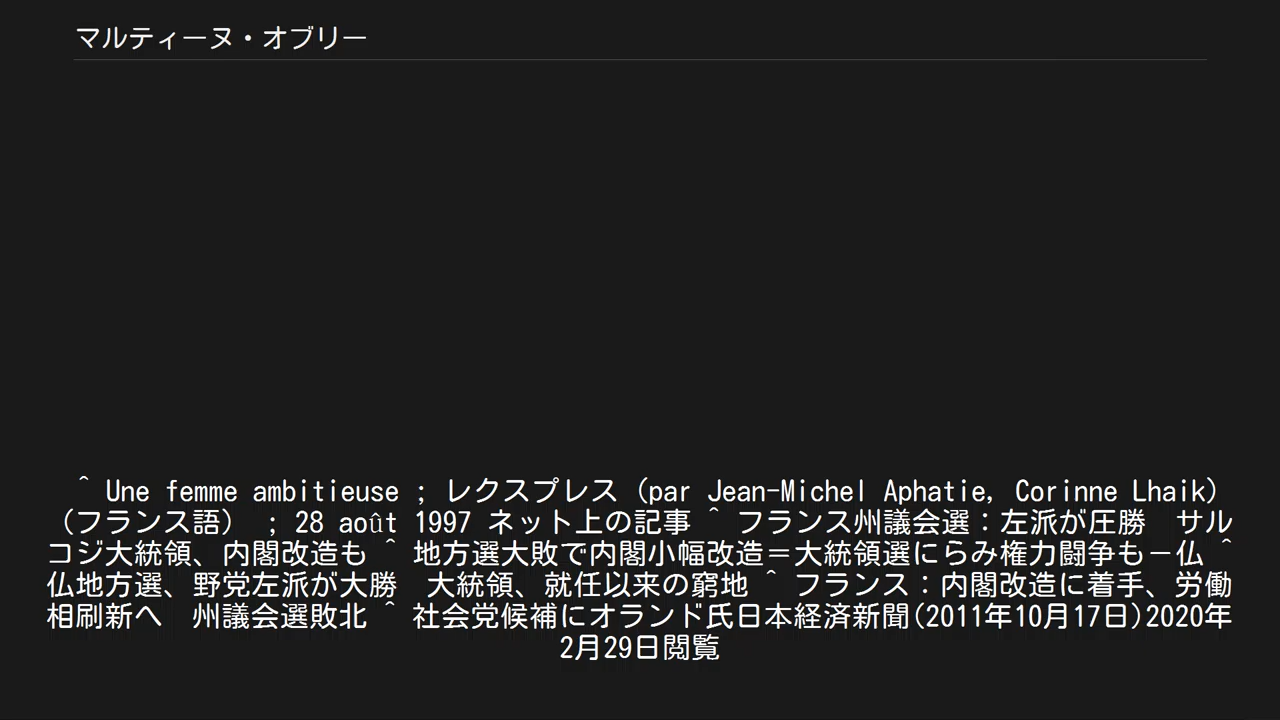 マルティーヌ・オブリー
^ Une femme ambitieuse ; レクスプレス (par Jean-Michel Aphatie, Corinne Lhaik)
（フランス語） ; 28 août 1997 ネット上の記事 ^ フランス州議会選：左派が圧勝　サル
コジ大統領、内閣改造も ^ 地方選大敗で内閣小幅改造＝大統領選にらみ権力闘争も－仏 ^
仏地方選、野党左派が大勝　大統領、就任以来の窮地 ^ フランス：内閣改造に着手、労働
相刷新へ　州議会選敗北 ^ 社会党候補にオランド氏日本経済新聞(2011年10月17日)2020年
2月29日閲覧